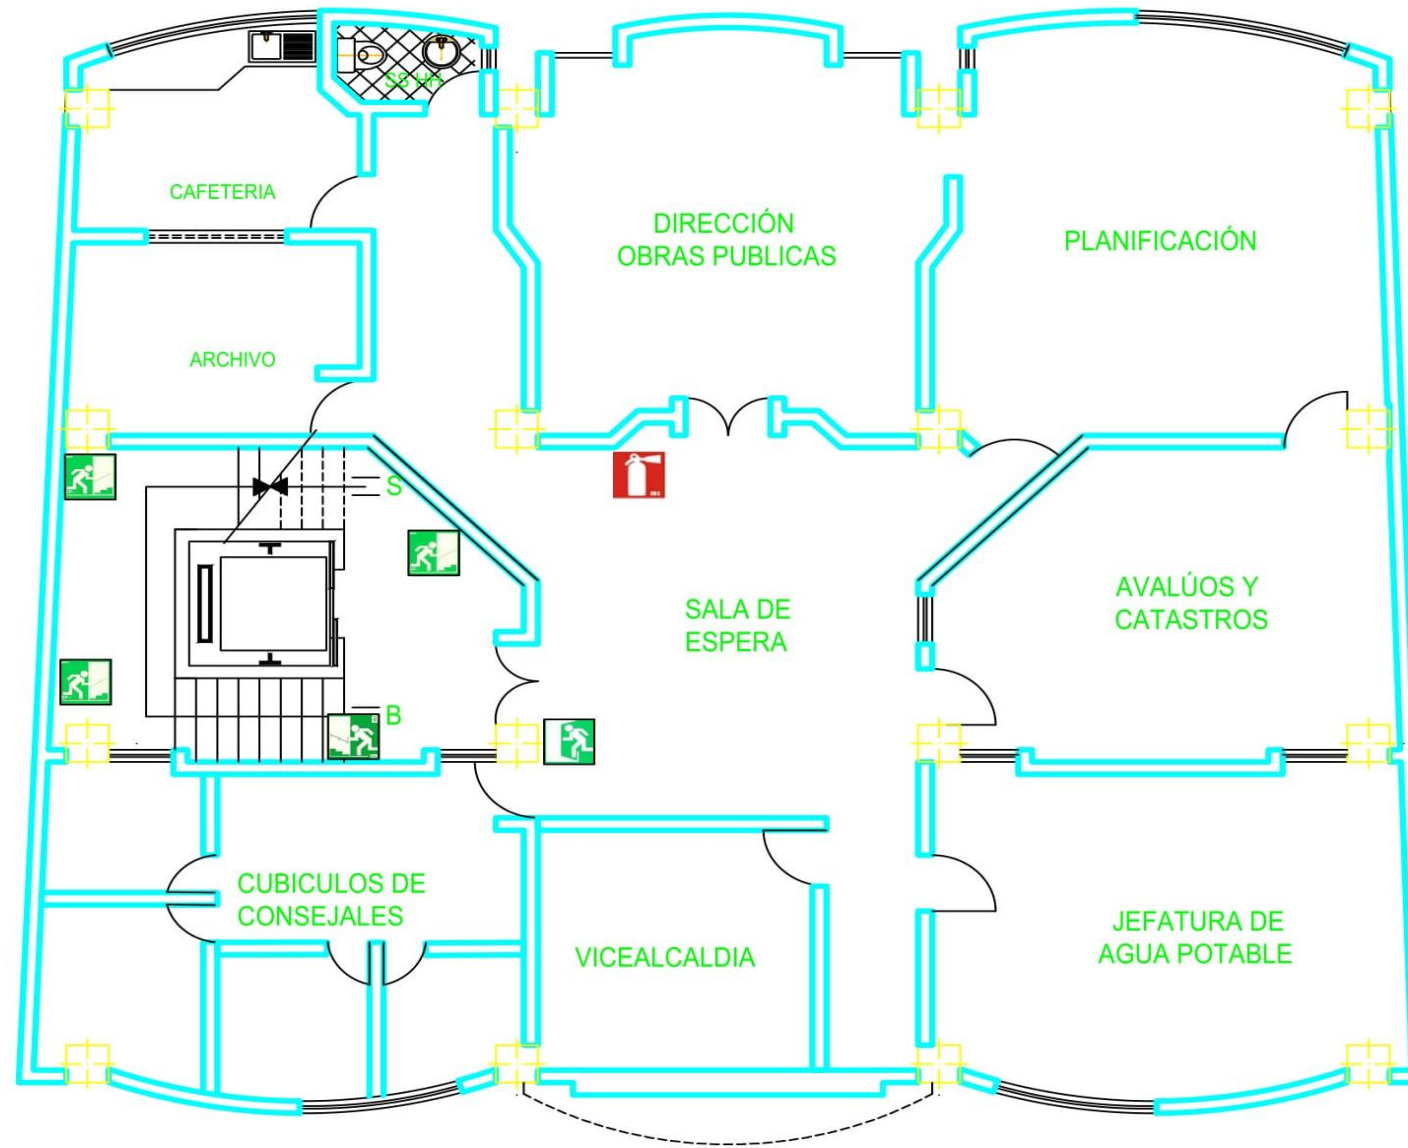 SS HH
CAFETERIA
DIRECCIÓN
OBRAS PUBLICAS
PLANIFICACIÓN
ARCHIVO
S
SALA DE
ESPERA
AVALÚOS Y
CATASTROS
B
CUBICULOS DE
CONSEJALES
VICEALCALDIA
JEFATURA DE
AGUA POTABLE